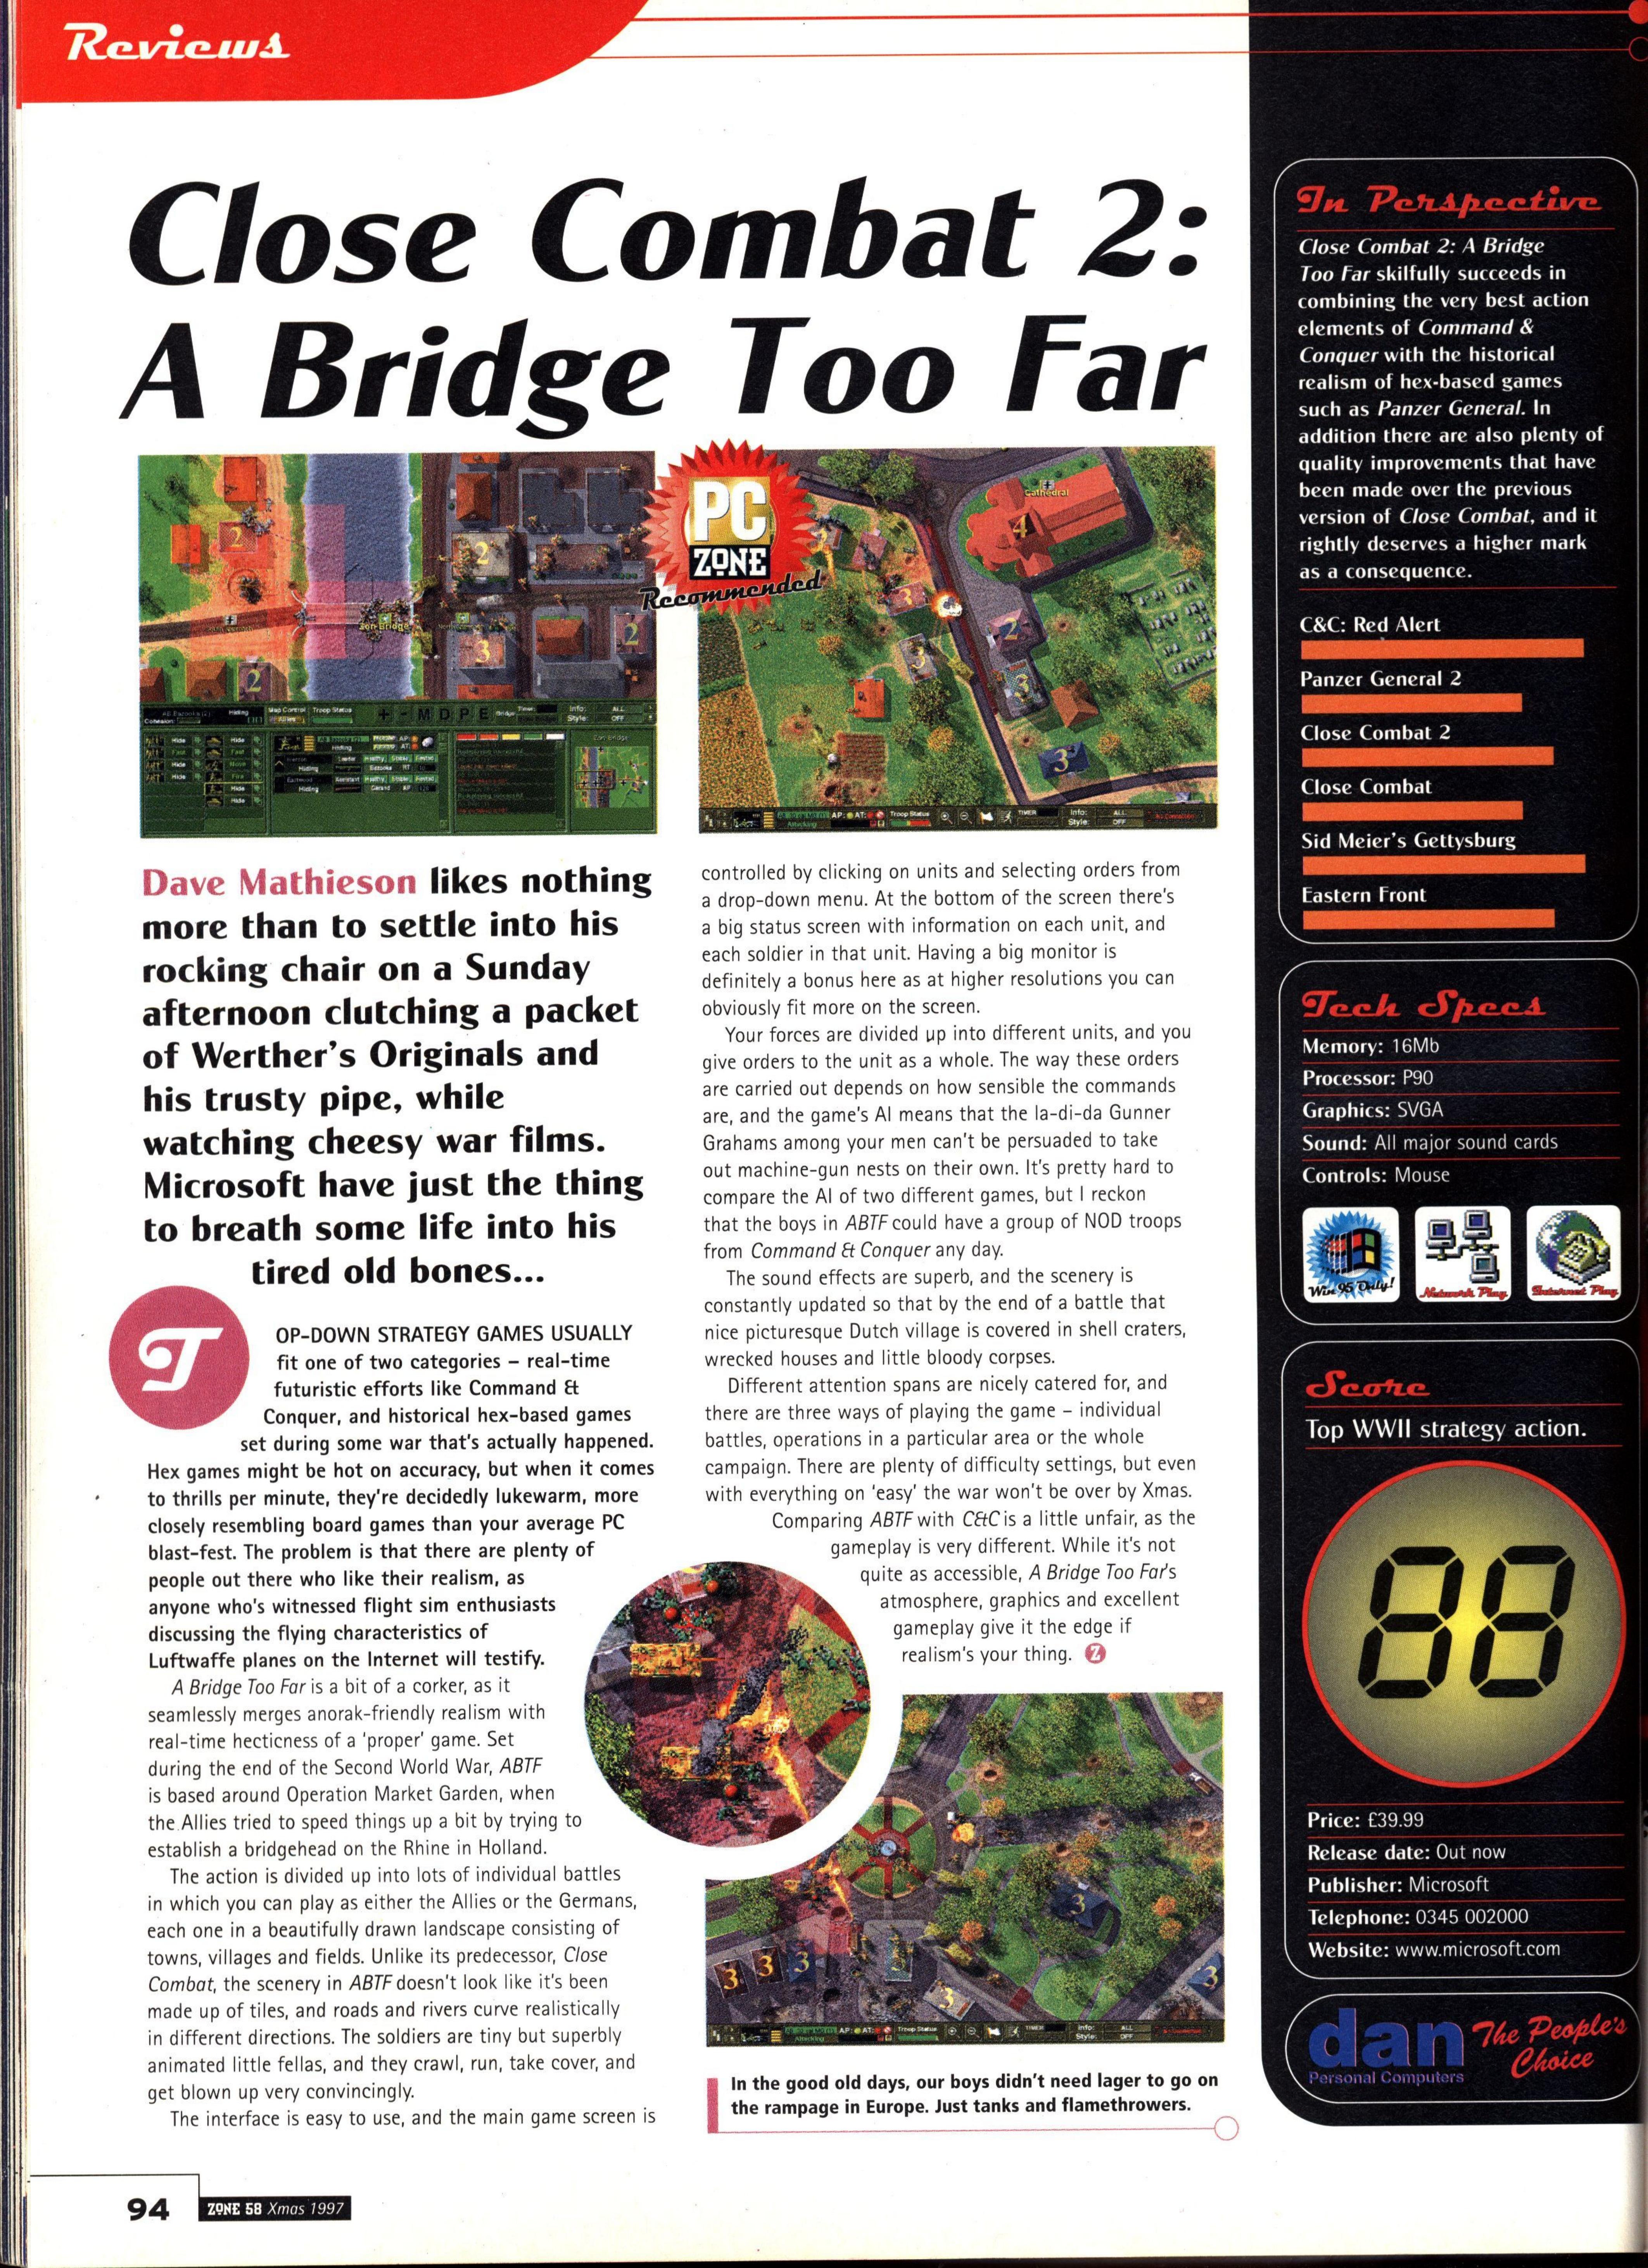 Reviews
Close Combat 2:
A Bridge Too Far
PC
ZONE
Recommended
Cathedral
Dave Mathieson likes nothing
more than to settle into his
rocking chair on a Sunday
afternoon clutching a packet
of Werther's Originals and
his trusty pipe, while
watching cheesy war films.
Microsoft have just the thing
to breath some life into his
tired old bones...
TOP-DOWN STRATEGY GAMES USUALLY
fit one of two categories – real-time
futuristic efforts like Command &
Conquer, and historical hex-based games
set during some war that's actually happened.
Hex games might be hot on accuracy, but when it comes
to thrills per minute, they're decidedly lukewarm, more
closely resembling board games than your average PC
blast-fest. The problem is that there are plenty of
people out there who like their realism, as
anyone who's witnessed flight sim enthusiasts
discussing the flying characteristics of
Luftwaffe planes on the Internet will testify.
A Bridge Too Far is a bit of a corker, as it
seamlessly merges anorak-friendly realism with
real-time hecticness of a 'proper' game. Set
during the end of the Second World War, ABTF
is based around Operation Market Garden, when
the Allies tried to speed things up a bit by trying to
establish a bridgehead on the Rhine in Holland.
The action is divided up into lots of individual battles
in which you can play as either the Allies or the Germans,
each one in a beautifully drawn landscape consisting of
towns, villages and fields. Unlike its predecessor, Close
Combat, the scenery in ABTF doesn't look like it's been
made up of tiles, and roads and rivers curve realistically
in different directions. The soldiers are tiny but superbly
animated little fellas, and they crawl, run, take cover, and
get blown up very convincingly.
The interface is easy to use, and the main game screen is
controlled by clicking on units and selecting orders from
a drop-down menu. At the bottom of the screen there's
a big status screen with information on each unit, and
each soldier in that unit. Having a big monitor is
definitely a bonus here as at higher resolutions you can
obviously fit more on the screen.
Your forces are divided up into different units, and you
give orders to the unit as a whole. The way these orders
are carried out depends on how sensible the commands
are, and the game's AI means that the la-di-da Gunner
Grahams among your men can't be persuaded to take
out machine-gun nests on their own. It's pretty hard to
compare the AI of two different games, but I reckon
that the boys in ABTF could have a group of NOD troops
from Command & Conquer any day.
The sound effects are superb, and the scenery is
constantly updated so that by the end of a battle that
nice picturesque Dutch village is covered in shell craters,
wrecked houses and little bloody corpses.
Different attention spans are nicely catered for, and
there are three ways of playing the game – individual
battles, operations in a particular area or the whole
campaign. There are plenty of difficulty settings, but even
with everything on 'easy' the war won't be over by Xmas.
Comparing ABTF with C&C is a little unfair, as the
gameplay is very different. While it's not
quite as accessible, A Bridge Too Far's
atmosphere, graphics and excellent
gameplay give it the edge if
realism's your thing. Z
In the good old days, our boys didn't need lager to go on
the rampage in Europe. Just tanks and flamethrowers.
In Perspective
Close Combat 2: A Bridge
Too Far skilfully succeeds in
combining the very best action
elements of Command &
Conquer with the historical
realism of hex-based games
such as Panzer General. In
addition there are also plenty of
quality improvements that have
been made over the previous
version of Close Combat, and it
rightly deserves a higher mark
as a consequence.
C&C: Red Alert
Panzer General 2
Close Combat 2
Close Combat
Sid Meier's Gettysburg
Eastern Front
Tech Specs
Memory: 16Mb
Processor: P90
Graphics: SVGA
Sound: All major sound cards
Controls: Mouse
Win 95 Only!
Network Play
Internet Play
Score
Top WWII strategy action.
88
Price: £39.99
Release date: Out now
Publisher: Microsoft
Telephone: 0345 002000
Website: www.microsoft.com
dan
Personal Computers
The People's
Choice
94
ZONE 58 Xmas 1997